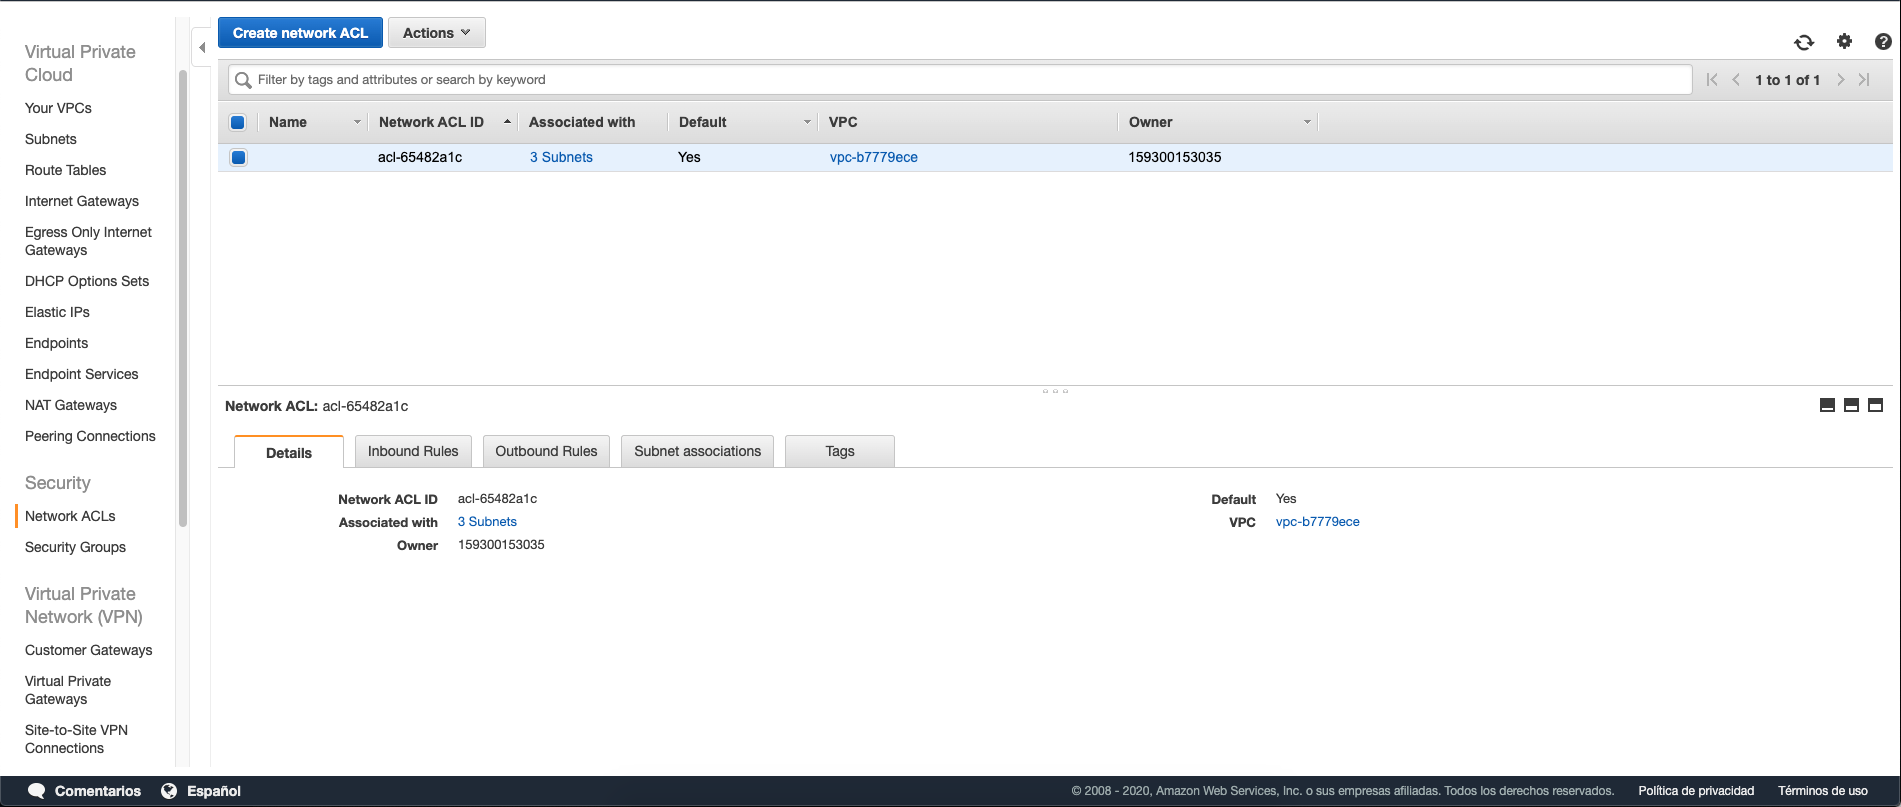 Virtual Private
Cloud
Your VPCs
Subnets
Route Tables
Internet Gateways
Egress Only Internet
Gateways
DHCP Options Sets
Elastic IPs
Endpoints
Endpoint Services
NAT Gateways
Peering Connections
Security
Network ACLs
Security Groups
Virtual Private
Network (VPN)
Customer Gateways
Virtual Private
Gateways
Site-to-Site VPN
Connections
Create network ACL Actions
Filter by tags and attributes or search by keyword 1 to 1 of 1
Name Network ACL ID Associated with Default VPC Owner
acl-65482a1c 3 Subnets Yes vpc-b7779ece 159300153035
Network ACL: acl-65482a1c
Details Inbound Rules Outbound Rules Subnet associations Tags
Network ACL ID acl-65482a1c Default Yes
Associated with 3 Subnets VPC vpc-b7779ece
Owner 159300153035
Comentarios Español © 2008 - 2020, Amazon Web Services, Inc. o sus empresas afiliadas. Todos los derechos reservados. Política de privacidad Términos de uso